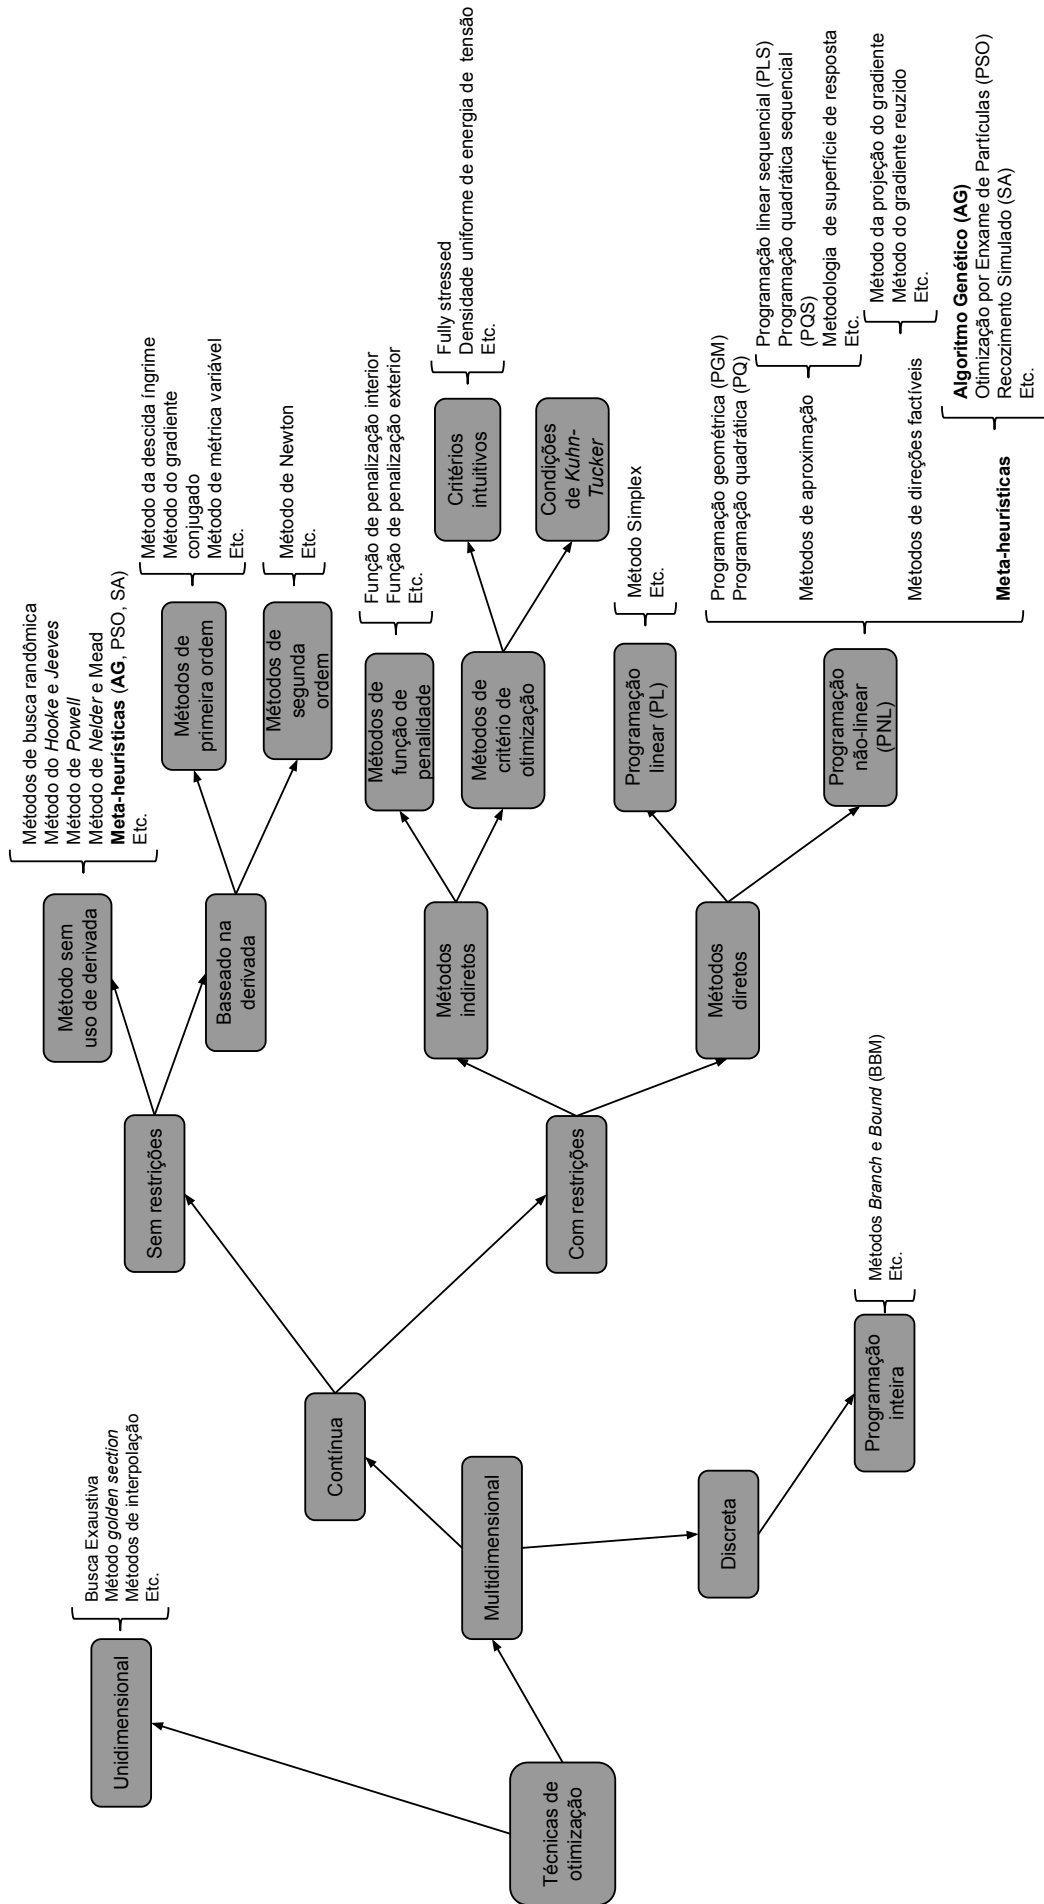 Técnicas de
otimização
Unidimensional
Busca Exaustiva
Método golden section
Métodos de interpolação
Etc.
Multidimensional
Contínua
Sem restrições
Método sem
uso de derivada
Métodos de busca randômica
Método do Hooke e Jeeves
Método de Powell
Método de Nelder e Mead
Meta-heurísticas (AG, PSO, SA)
Etc.
Baseado na
derivada
Métodos de
primeira ordem
Método da descida íngrime
Método do gradiente
conjugado
Método de métrica variável
Etc.
Métodos de
segunda
ordem
Método de Newton
Etc.
Com restrições
Métodos
indiretos
Métodos de
função de
penalidade
Função de penalização interior
Função de penalização exterior
Etc.
Métodos de
critério de
otimização
Critérios
intuitivos
Fully stressed
Densidade uniforme de energia de tensão
Etc.
Condições
de Kuhn-
Tucker
Métodos
diretos
Programação
linear (PL)
Método Simplex
Etc.
Programação
não-linear
(PNL)
Programação geométrica (PGM)
Programação quadrática (PQ)
Métodos de aproximação
Programação linear sequencial (PLS)
Programação quadrática sequencial
(PQS)
Metodologia de superfície de resposta
Etc.
Métodos de direções factíveis
Método da projeção do gradiente
Método do gradiente reuzido
Etc.
Meta-heurísticas
Algoritmo Genético (AG)
Otimização por Enxame de Partículas (PSO)
Recozimento Simulado (SA)
Etc.
Discreta
Programação
inteira
Métodos Branch e Bound (BBM)
Etc.